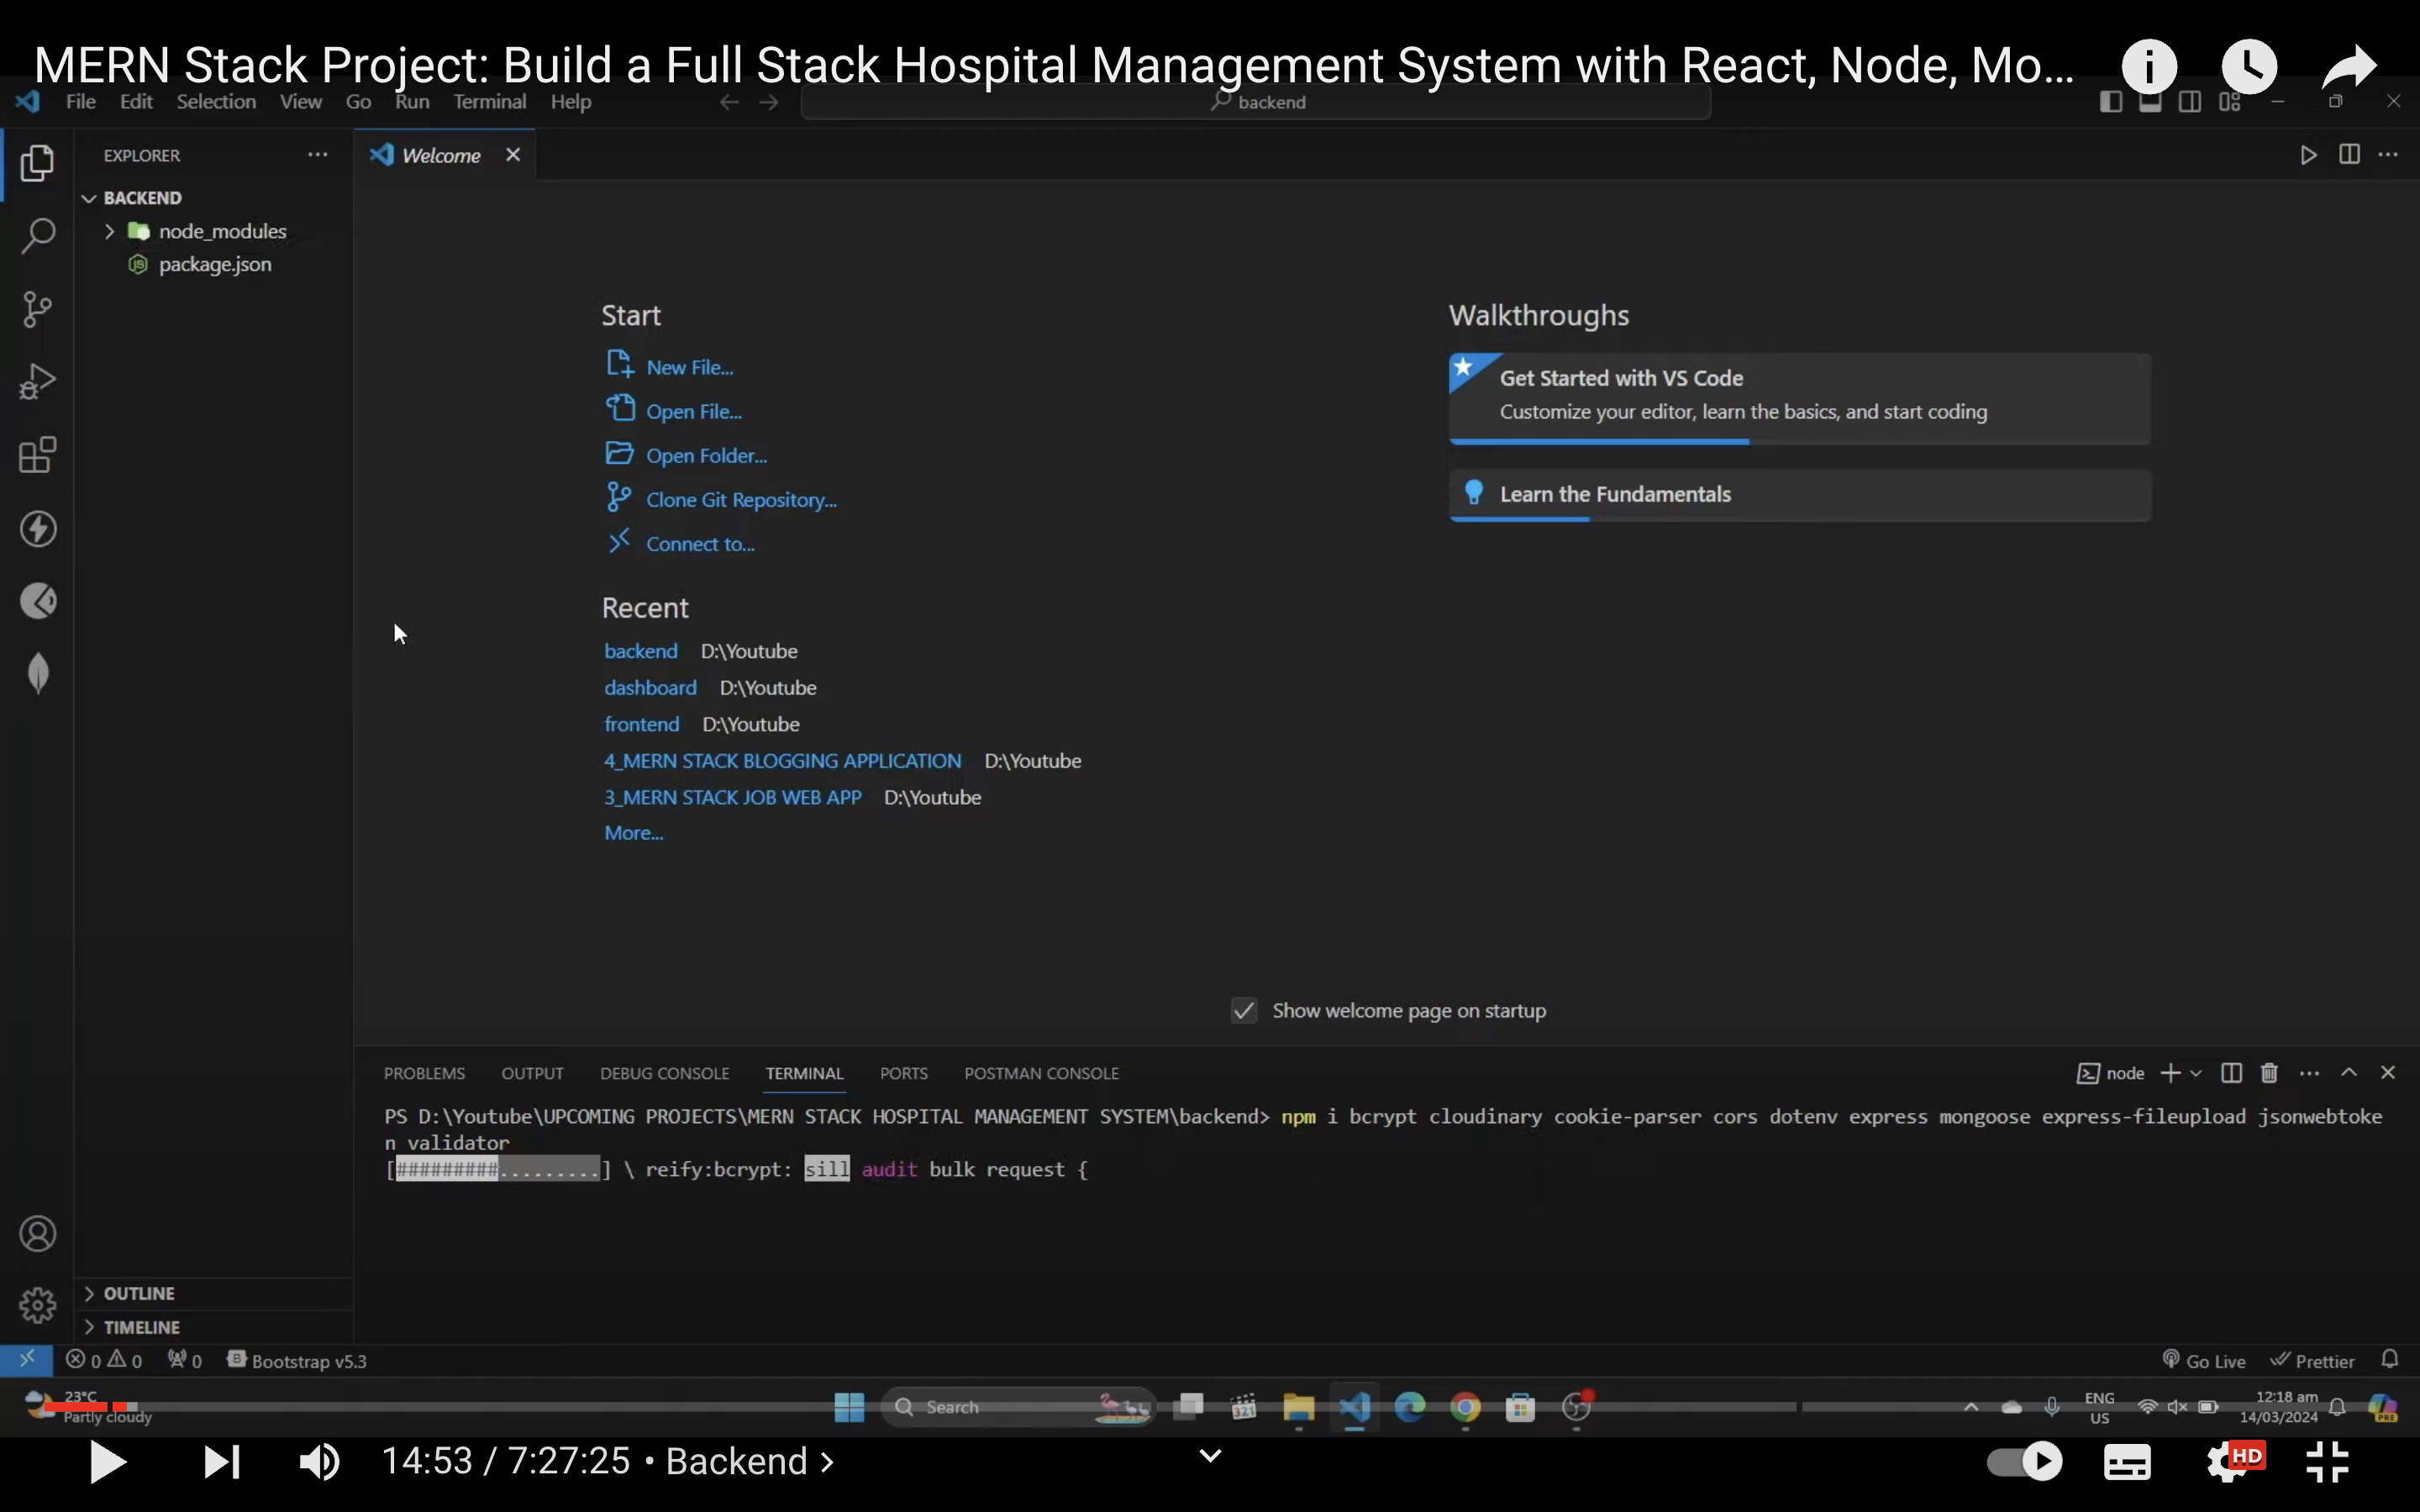 MERN Stack Project: Build a Full Stack Hospital Management System with React, Node, Mo...
File Edit Selection View Go Run Terminal Help
backend
EXPLORER
Welcome
BACKEND
node_modules
package.json
Start
New File...
Open File...
Open Folder...
Clone Git Repository...
Connect to...
Walkthroughs
Get Started with VS Code
Customize your editor, learn the basics, and start coding
Learn the Fundamentals
Recent
backend D:\Youtube
dashboard D:\Youtube
frontend D:\Youtube
4_MERN STACK BLOGGING APPLICATION D:\Youtube
3_MERN STACK JOB WEB APP D:\Youtube
More...
Show welcome page on startup
PROBLEMS OUTPUT DEBUG CONSOLE TERMINAL PORTS POSTMAN CONSOLE
node
PS D:\Youtube\UPCOMING PROJECTS\MERN STACK HOSPITAL MANAGEMENT SYSTEM\backend> npm i bcrypt cloudinary cookie-parser cors dotenv express mongoose express-fileupload jsonwebtoke
n validator
[#########.........] \ reify:bcrypt: sill audit bulk request {
OUTLINE
TIMELINE
0 0 0 Bootstrap v5.3
Go Live Prettier
23°C
Partly cloudy
Search
ENG
US
12:18 am
14/03/2024
PRE
14:53 / 7:27:25 • Backend >
HD